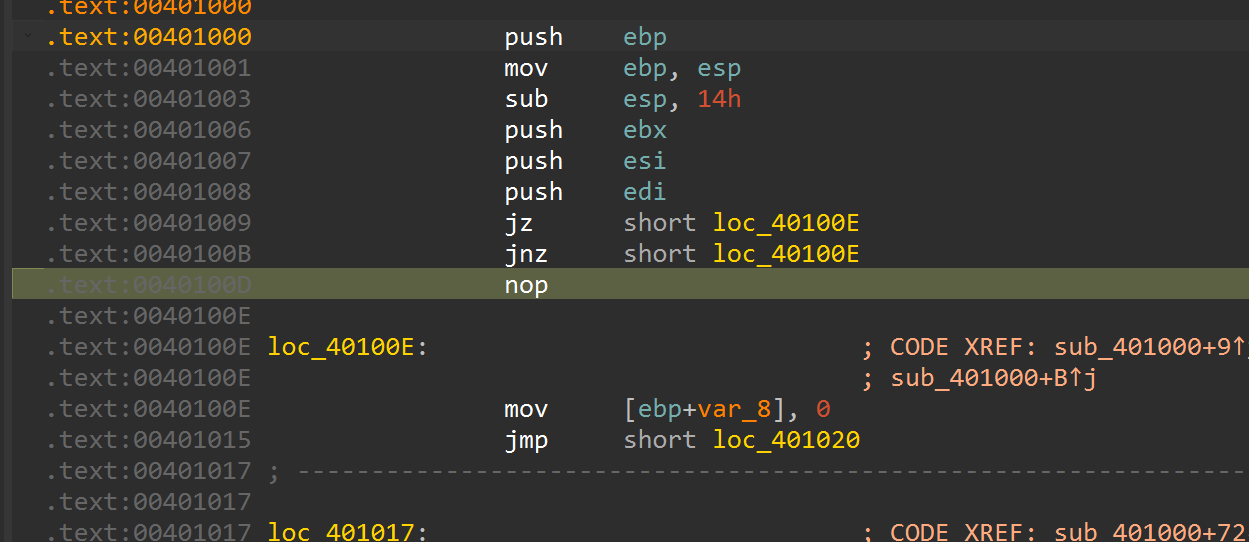 .text:00401000
.text:00401000 push ebp
.text:00401001 mov ebp, esp
.text:00401003 sub esp, 14h
.text:00401006 push ebx
.text:00401007 push esi
.text:00401008 push edi
.text:00401009 jz short loc_40100E
.text:0040100B jnz short loc_40100E
.text:0040100D nop
.text:0040100E
.text:0040100E loc_40100E: ; CODE XREF: sub_401000+9↑j
.text:0040100E ; sub_401000+B↑j
.text:0040100E mov [ebp+var_8], 0
.text:00401015 jmp short loc_401020
.text:00401017 ; ---------------------------------------------------------------
.text:00401017
.text:00401017 loc_401017: ; CODE XREF: sub_401000+72